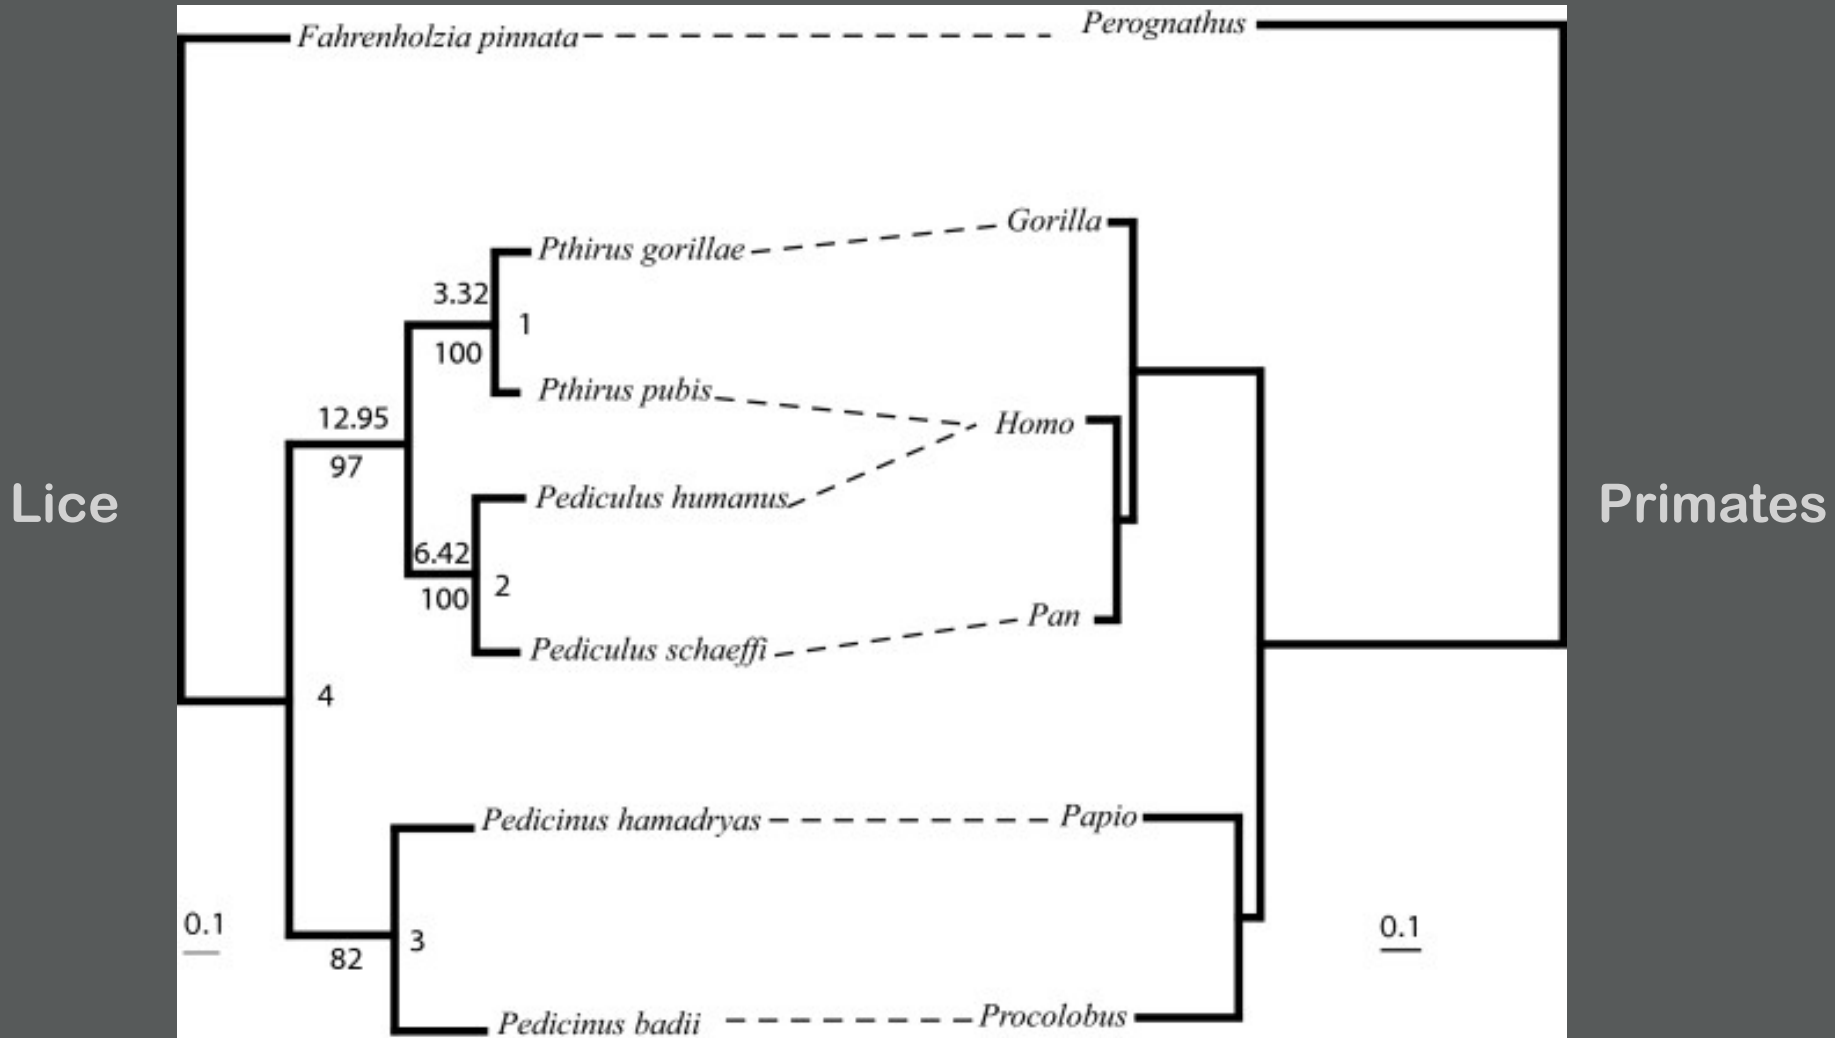 Fahrenholzia pinnata
Perognathus
Gorilla
Pthirus gorillae
3.32
1
100
Pthirus pubis
12.95
Homo
97
Pediculus humanus
Lice
Primates
6.42
2
100
Pan
Pediculus schaeffi
4
Pedicinus hamadryas
Papio
0.1
0.1
3
82
Pedicinus badii
Procolobus